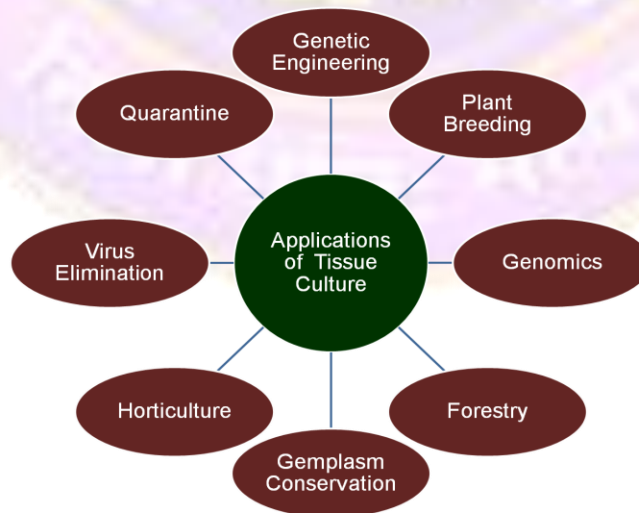 Genetic
Engineering
Quarantine
Plant
Breeding
Applications
of Tissue
Culture
Virus
Elimination
Genomics
Horticulture
Forestry
Gemplasm
Conservation